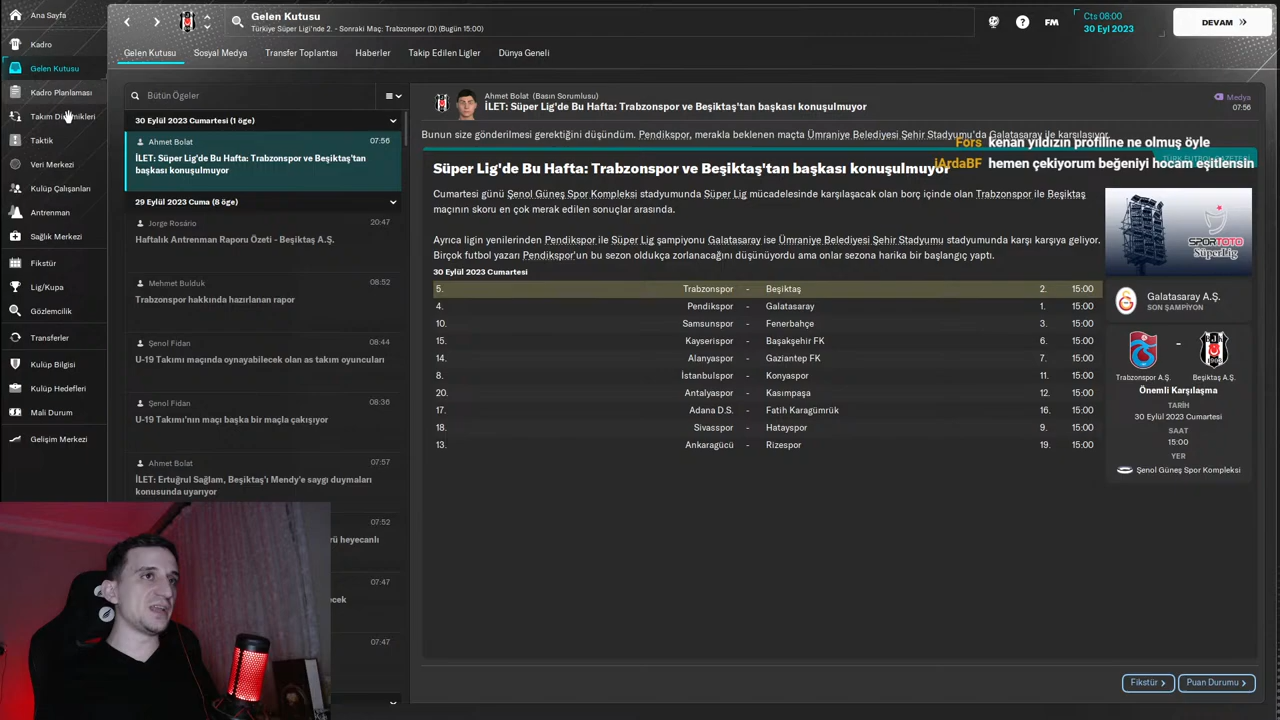 Ana Sayfa
Kadro
Gelen Kutusu
Kadro Planlaması
Takım Dinamikleri
Taktik
Veri Merkezi
Kulüp Çalışanları
Antrenman
Sağlık Merkezi
Fikstür
Lig/Kupa
Gözlemcilik
Transferler
Kulüp Bilgisi
Kulüp Hedefleri
Mali Durum
Gelişim Merkezi
Gelen Kutusu
Türkiye Süper Lig'de 2. - Sonraki Maç: Trabzonspor (D) (Bugün 15:00)
FM
Cts 08:00
30 Eyl 2023
DEVAM
Gelen Kutusu Sosyal Medya Transfer Toplantısı Haberler Takip Edilen Ligler Dünya Geneli
Bütün Ögeler
30 Eylül 2023 Cumartesi (1 öge)
Ahmet Bolat 07:56
İLET: Süper Lig'de Bu Hafta: Trabzonspor ve Beşiktaş'tan
başkası konuşulmuyor
29 Eylül 2023 Cuma (8 öge)
Jorge Rosário 20:47
Haftalık Antrenman Raporu Özeti - Beşiktaş A.Ş.
Mehmet Bulduk 08:52
Trabzonspor hakkında hazırlanan rapor
Şenol Fidan 08:44
U-19 Takımı maçında oynayabilecek olan as takım oyuncuları
Şenol Fidan 08:36
U-19 Takımı'nın maçı başka bir maçla çakışıyor
Ahmet Bolat 07:57
İLET: Ertuğrul Sağlam, Beşiktaş'ı Mendy'e saygı duymaları
konusunda uyarıyor
07:52
rü heyecanlı
07:47
ecek
07:47
Ahmet Bolat (Basın Sorumlusu)
İLET: Süper Lig'de Bu Hafta: Trabzonspor ve Beşiktaş'tan başkası konuşulmuyor
Medya
07:56
Bunun size gönderilmesi gerektiğini düşündüm. Pendikspor, merakla beklenen maçta Ümraniye Belediyesi Şehir Stadyumu'da Galatasaray ile karşılaşacak.
Förs kenan yıldızın profiline ne olmuş öyle
iArdaBF hemen çekiyorum beğeniyi hocam eşitlensin
Süper Lig'de Bu Hafta: Trabzonspor ve Beşiktaş'tan başkası konuşulmuyor
Cumartesi günü Şenol Güneş Spor Kompleksi stadyumında Süper Lig mücadelesinde karşılaşacak olan borç içinde olan Trabzonspor ile Beşiktaş
maçının skoru en çok merak edilen sonuçlar arasında.
Ayrıca ligin yenilerinden Pendikspor ile Süper Lig şampiyonu Galatasaray ise Ümraniye Belediyesi Şehir Stadyumu stadyumında karşı karşıya geliyor.
Birçok futbol yazarı Pendikspor'un bu sezon oldukça zorlanacağını düşünüyordu ama onlar sezona harika bir başlangıç yaptı.
30 Eylül 2023 Cumartesi
5. Trabzonspor - Beşiktaş 2. 15:00
4. Pendikspor - Galatasaray 1. 15:00
10. Samsunspor - Fenerbahçe 3. 15:00
15. Kayserispor - Başakşehir FK 6. 15:00
14. Alanyaspor - Gaziantep FK 7. 15:00
8. İstanbulspor - Konyaspor 11. 15:00
20. Antalyaspor - Kasımpaşa 12. 15:00
17. Adana D.S. - Fatih Karagümrük 16. 15:00
18. Sivasspor - Hatayspor 9. 15:00
13. Ankaragücü - Rizespor 19. 15:00
SPORTOTO
SüperLig
Galatasaray A.Ş.
SON ŞAMPİYON
-
Trabzonspor A.Ş. Beşiktaş A.Ş.
Önemli Karşılaşma
TARİH
30 Eylül 2023 Cumartesi
SAAT
15:00
YER
Şenol Güneş Spor Kompleksi
Fikstür
Puan Durumu